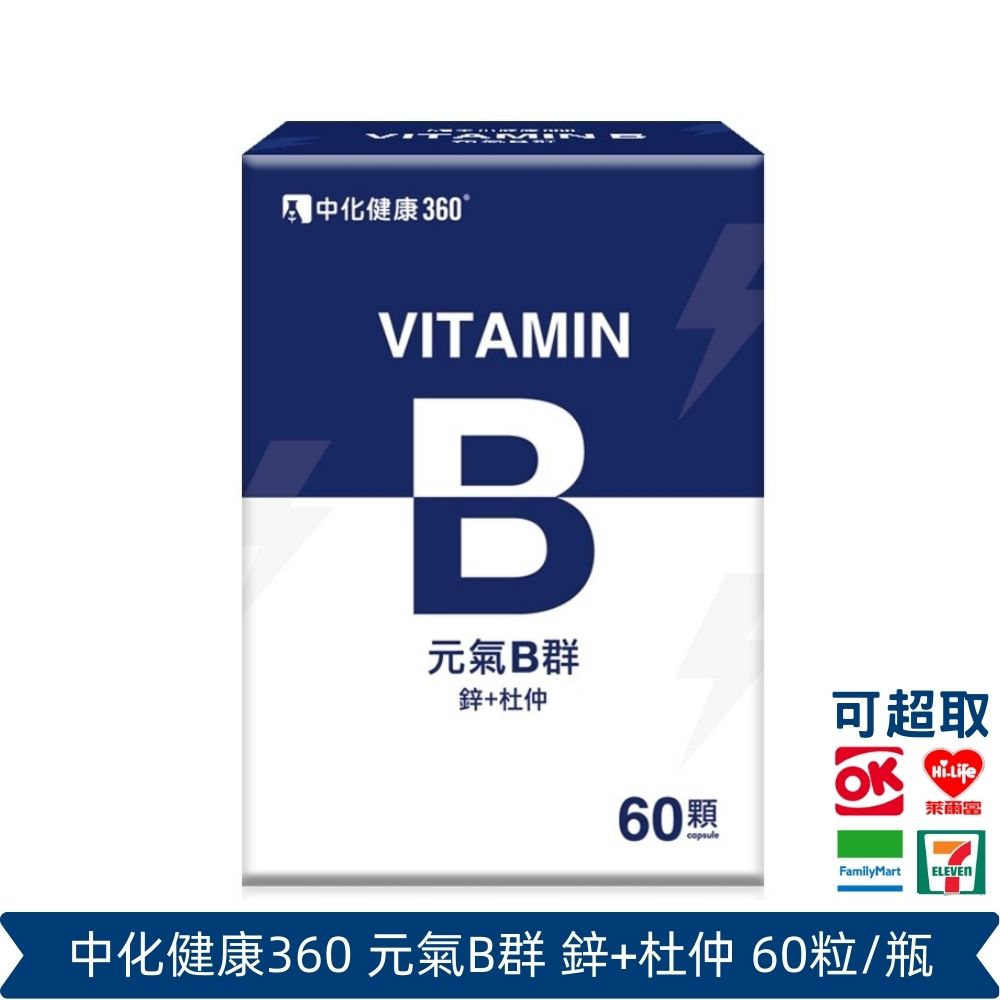 VITAMIN B
中化健康360®
VITAMIN
B
元氣B群
鋅+杜仲
60顆
capsule
可超取
OK
Hi-Life
萊爾富
FamilyMart
7
ELEVEN
中化健康360 元氣B群 鋅+杜仲 60粒/瓶